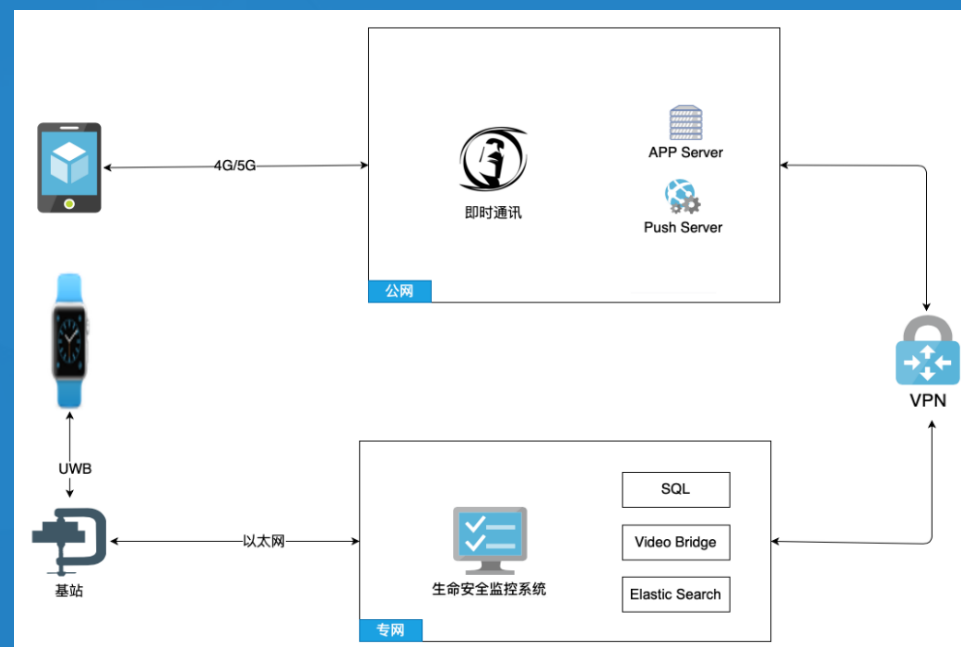 4G/5G
即时通讯
APP Server
Push Server
公网
VPN
UWB
基站
以太网
生命安全监控系统
SQL
Video Bridge
Elastic Search
专网